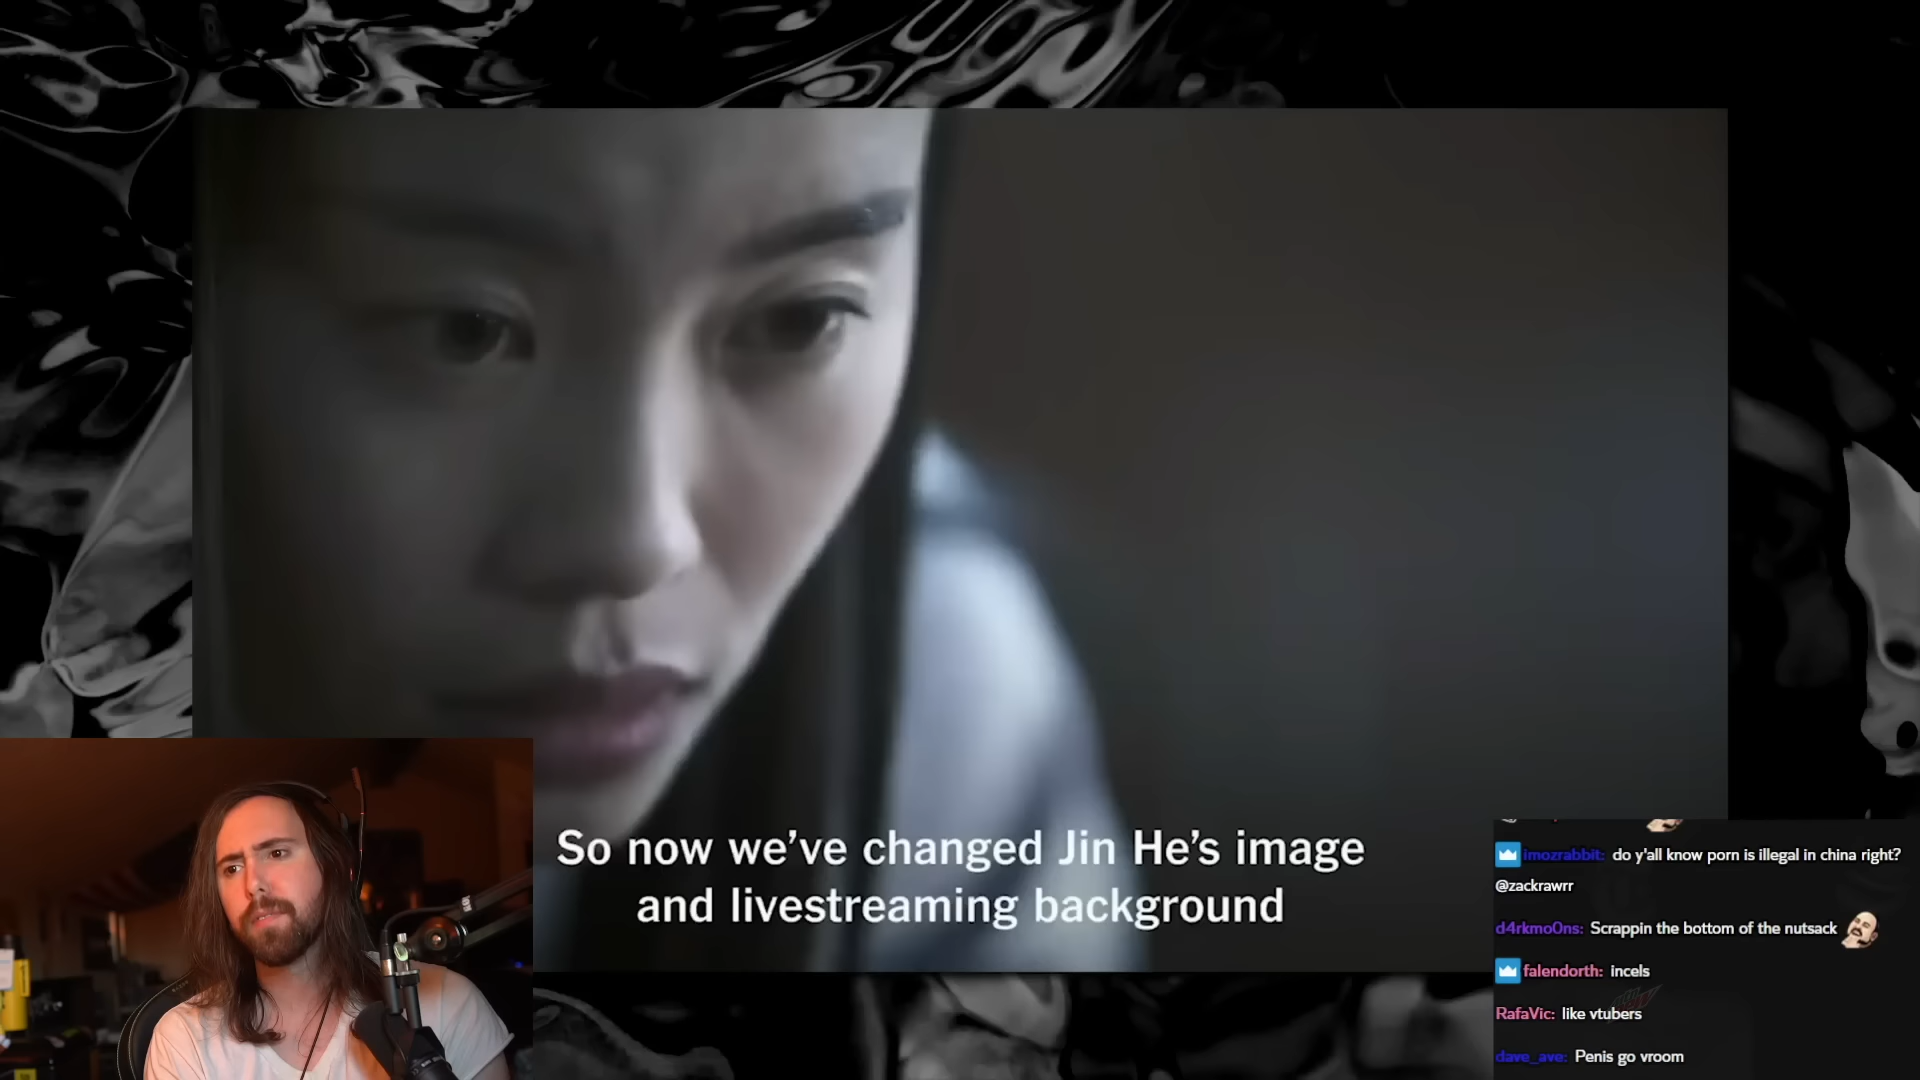 So now we've changed Jin He's image
and livestreaming background
imozrabbit: do y'all know porn is illegal in china right?
@zackrawrr
d4rkmo0ns: Scrappin the bottom of the nutsack
falendorth: incels
RafaVic: like vtubers
dave_ave: Penis go vroom